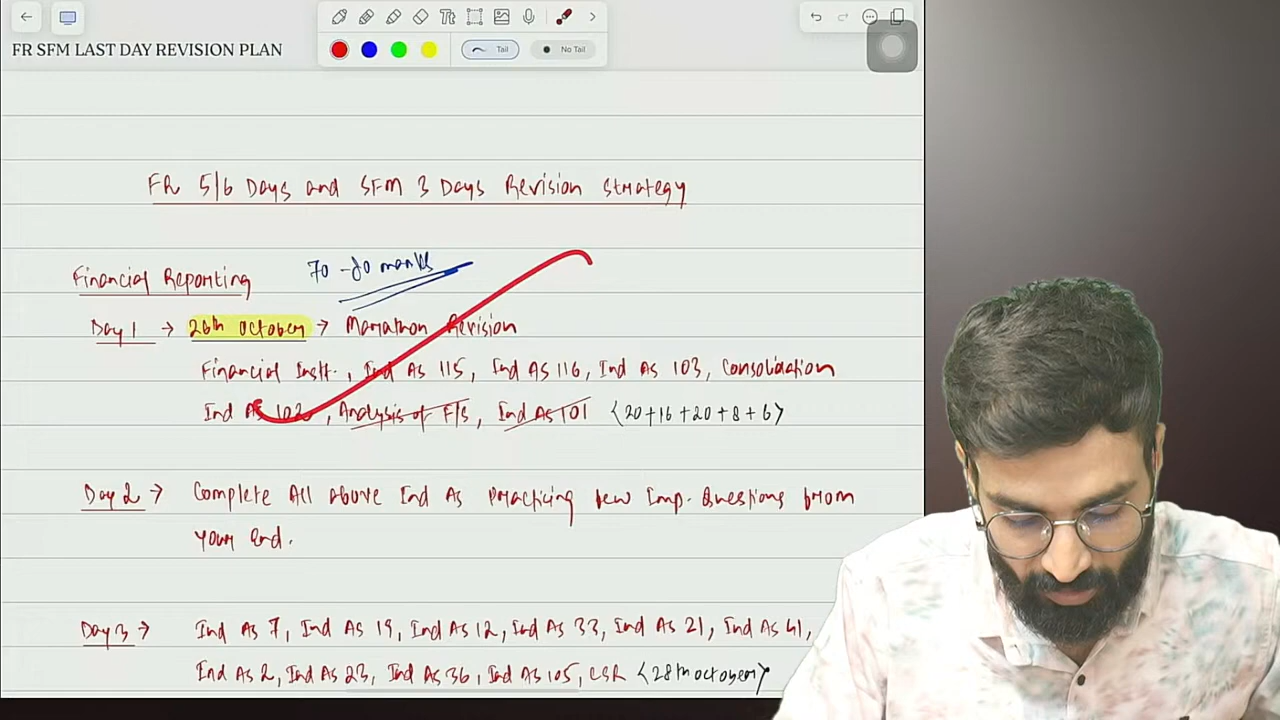 FR SFM LAST DAY REVISION PLAN
Tail
No Tail
FR 5/6 Days and SFM 3 Days Revision Strategy
Financial Reporting
70-80 marks
Day 1 → 26th October → Marathon Revision
Financial Instt., Ind AS 115, Ind AS 116, Ind AS 103, Consolidation
Ind AS 102, Analysis of F/s, Ind AS 101 <20+16+20+8+6>
Day 2 → Complete All above Ind As Practicing few Imp. Questions from
your End.
Day 3 → Ind As 7, Ind As 19, Ind As 12, Ind As 33, Ind As 21, Ind As 41,
Ind As 2, Ind As 23, Ind As 36, Ind As 105, CSR <28th October>